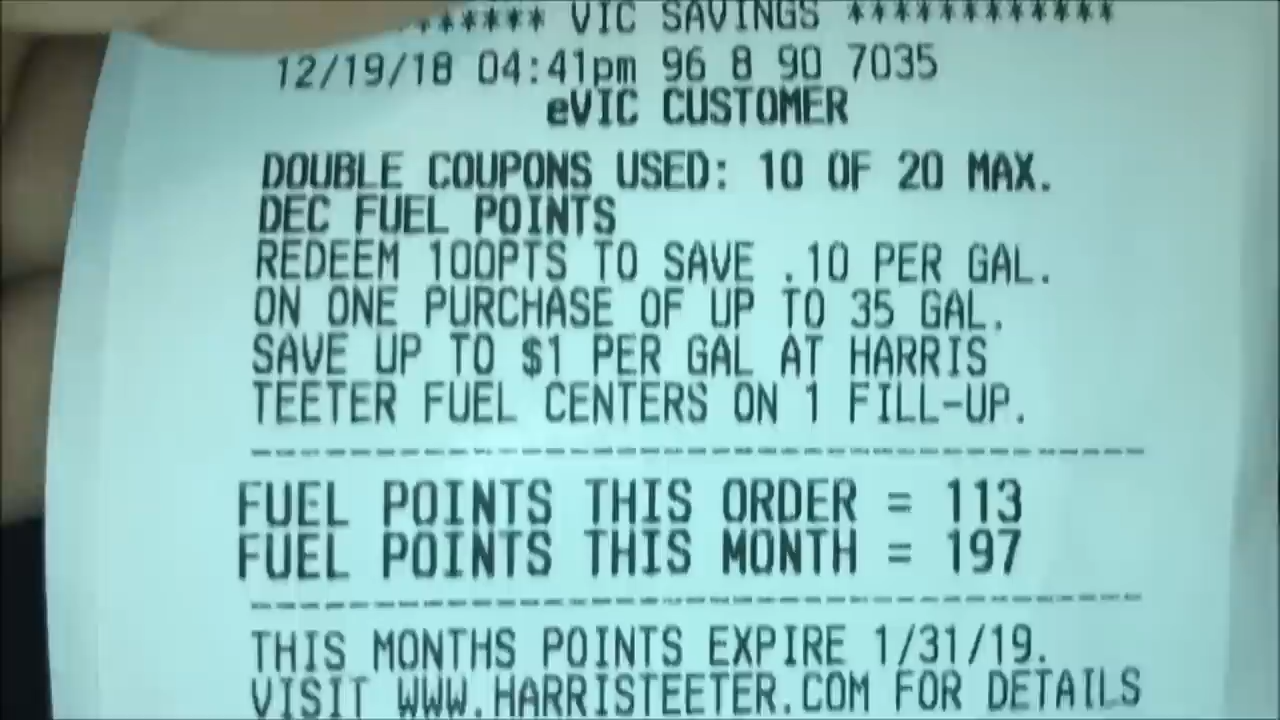 ****** VIC SAVINGS ************
12/19/18 04:41pm 96 8 90 7035
eVIC CUSTOMER
DOUBLE COUPONS USED: 10 OF 20 MAX.
DEC FUEL POINTS
REDEEM 100PTS TO SAVE .10 PER GAL.
ON ONE PURCHASE OF UP TO 35 GAL.
SAVE UP TO $1 PER GAL AT HARRIS
TEETER FUEL CENTERS ON 1 FILL-UP.
--------------------------------------
FUEL POINTS THIS ORDER = 113
FUEL POINTS THIS MONTH = 197
--------------------------------------
THIS MONTHS POINTS EXPIRE 1/31/19.
VISIT WWW.HARRISTEETER.COM FOR DETAILS